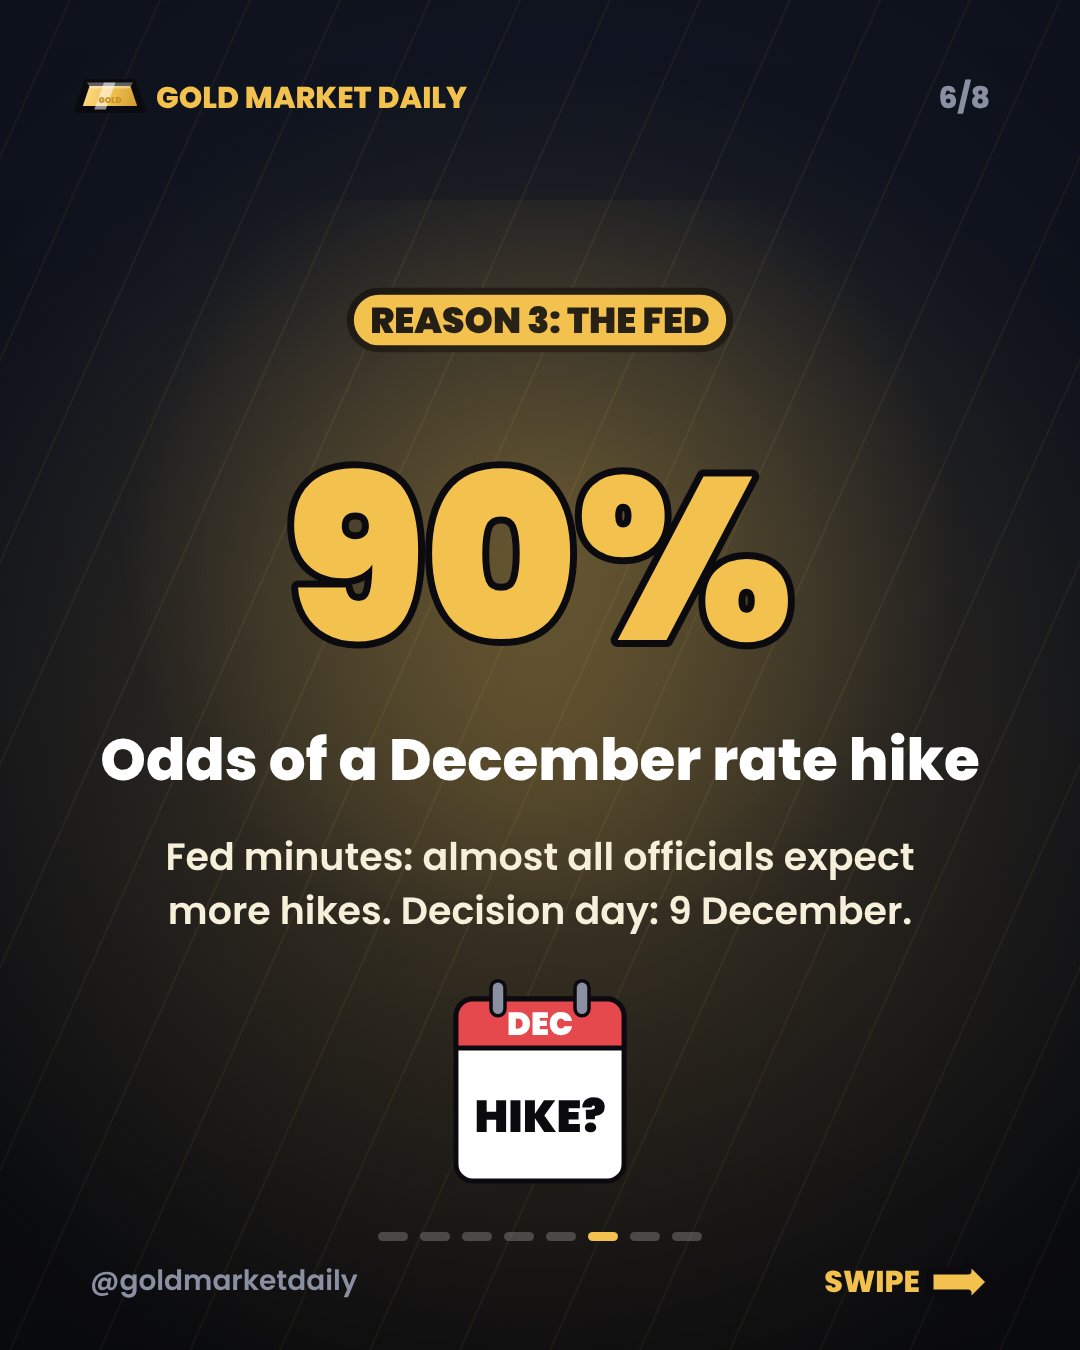 GOLD
GOLD MARKET DAILY
6/8
REASON 3: THE FED
90%
Odds of a December rate hike
Fed minutes: almost all officials expect
more hikes. Decision day: 9 December.
DEC
HIKE?
@goldmarketdaily
SWIPE